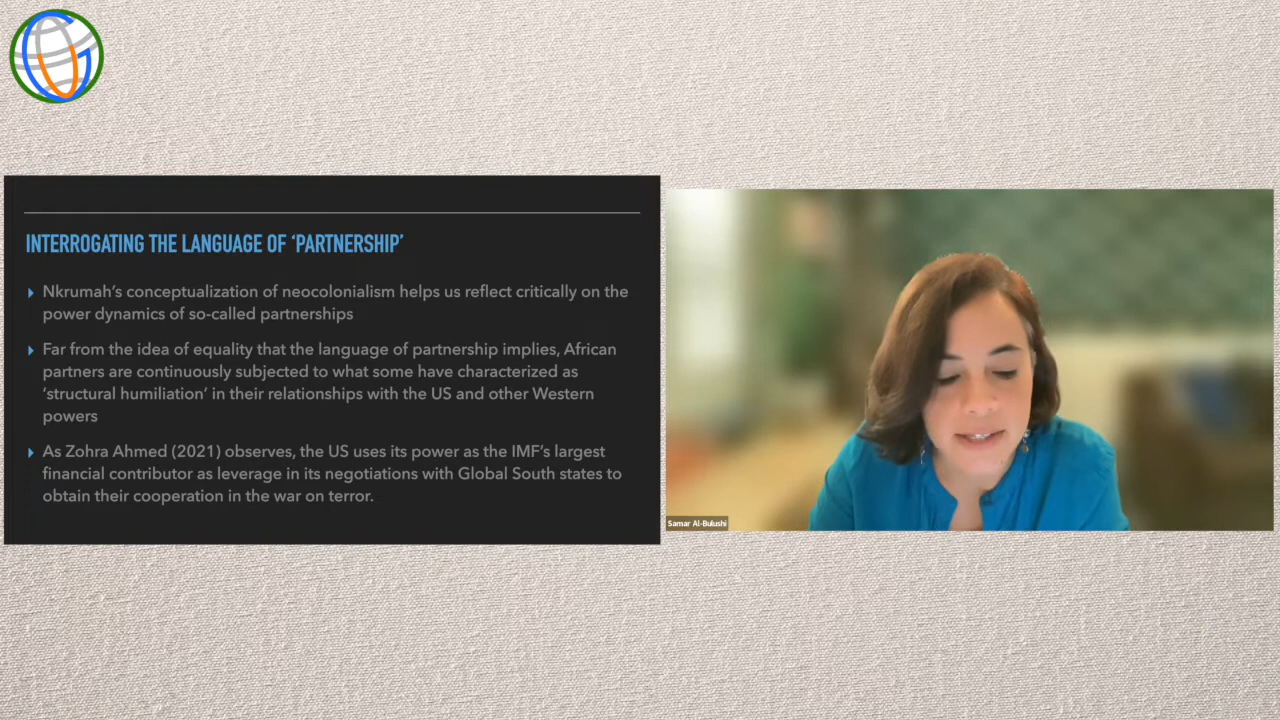 INTERROGATING THE LANGUAGE OF ‘PARTNERSHIP’
Nkrumah’s conceptualization of neocolonialism helps us reflect critically on the
power dynamics of so-called partnerships
Far from the idea of equality that the language of partnership implies, African
partners are continuously subjected to what some have characterized as
‘structural humiliation’ in their relationships with the US and other Western
powers
As Zohra Ahmed (2021) observes, the US uses its power as the IMF’s largest
financial contributor as leverage in its negotiations with Global South states to
obtain their cooperation in the war on terror.
Samar Al-Bulushi